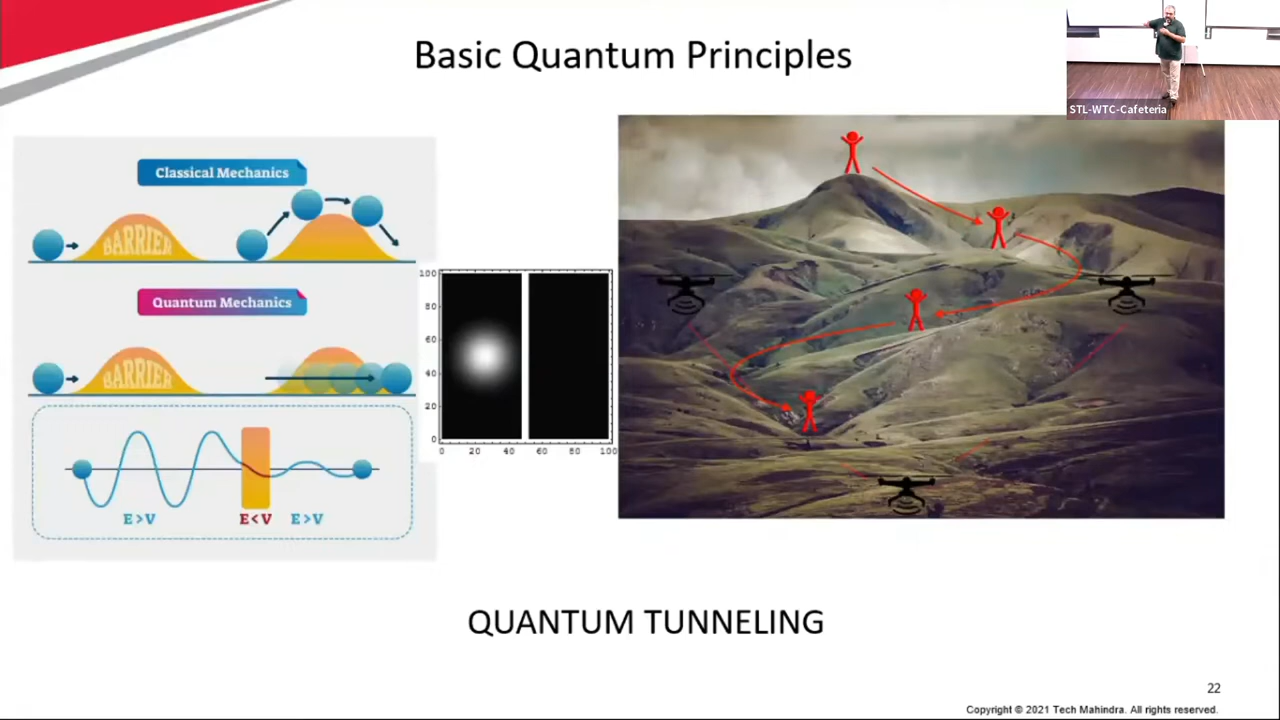 Basic Quantum Principles
STL-WTC-Cafeteria
Classical Mechanics
BARRIER
Quantum Mechanics
BARRIER
E>V
E<V
E>V
100
80
60
40
20
0
0 20 40 60 80 100
QUANTUM TUNNELING
22
Copyright © 2021 Tech Mahindra. All rights reserved.